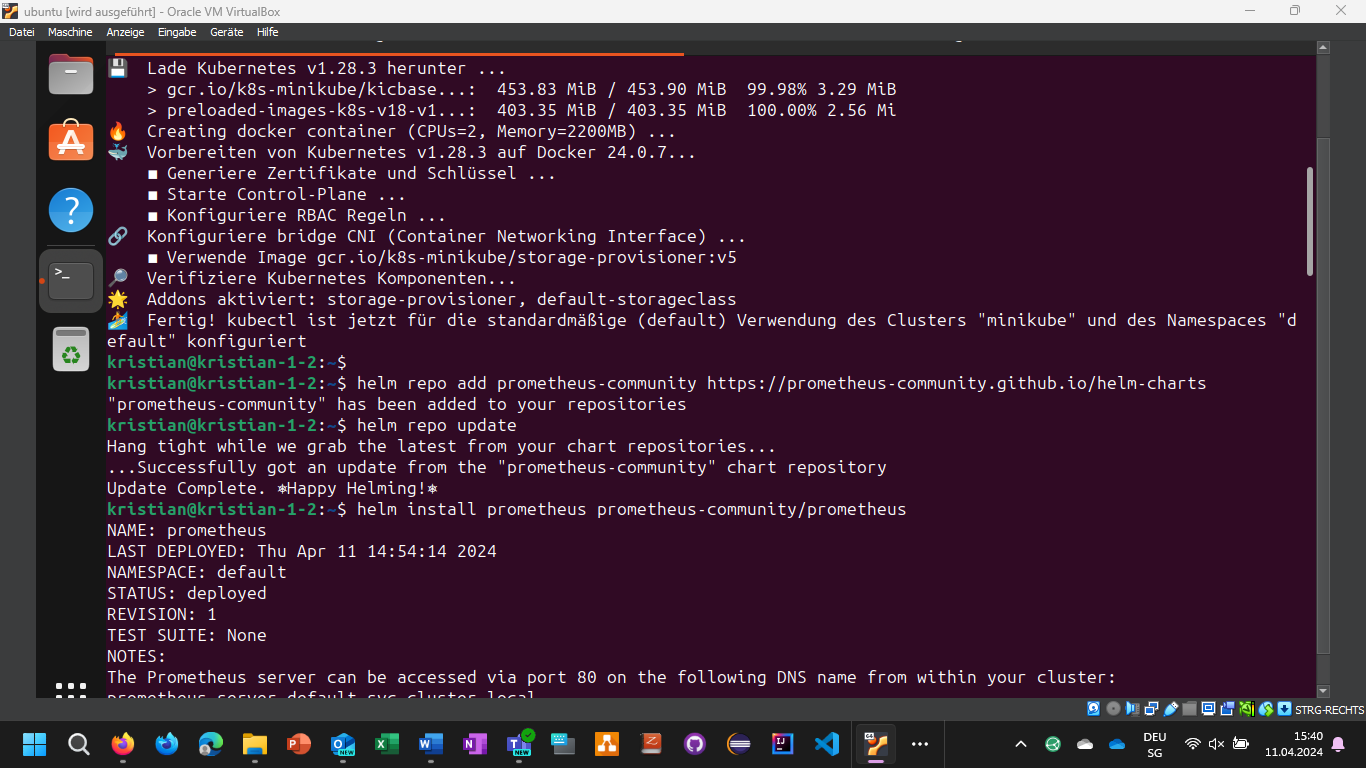 ubuntu [wird ausgeführt] - Oracle VM VirtualBox
Datei Maschine Anzeige Eingabe Geräte Hilfe
Lade Kubernetes v1.28.3 herunter ...
> gcr.io/k8s-minikube/kicbase...: 453.83 MiB / 453.90 MiB 99.98% 3.29 MiB
> preloaded-images-k8s-v18-v1...: 403.35 MiB / 403.35 MiB 100.00% 2.56 Mi
Creating docker container (CPUs=2, Memory=2200MB) ...
Vorbereiten von Kubernetes v1.28.3 auf Docker 24.0.7...
■ Generiere Zertifikate und Schlüssel ...
■ Starte Control-Plane ...
■ Konfiguriere RBAC Regeln ...
Konfiguriere bridge CNI (Container Networking Interface) ...
■ Verwende Image gcr.io/k8s-minikube/storage-provisioner:v5
Verifiziere Kubernetes Komponenten...
Addons aktiviert: storage-provisioner, default-storageclass
Fertig! kubectl ist jetzt für die standardmäßige (default) Verwendung des Clusters "minikube" und des Namespaces "d
efault" konfiguriert
kristian@kristian-1-2:~$
kristian@kristian-1-2:~$ helm repo add prometheus-community https://prometheus-community.github.io/helm-charts
"prometheus-community" has been added to your repositories
kristian@kristian-1-2:~$ helm repo update
Hang tight while we grab the latest from your chart repositories...
...Successfully got an update from the "prometheus-community" chart repository
Update Complete. ⎈Happy Helming!⎈
kristian@kristian-1-2:~$ helm install prometheus prometheus-community/prometheus
NAME: prometheus
LAST DEPLOYED: Thu Apr 11 14:54:14 2024
NAMESPACE: default
STATUS: deployed
REVISION: 1
TEST SUITE: None
NOTES:
The Prometheus server can be accessed via port 80 on the following DNS name from within your cluster:
prometheus-server.default.svc.cluster.local
STRG-RECHTS
DEU
SG
15:40
11.04.2024